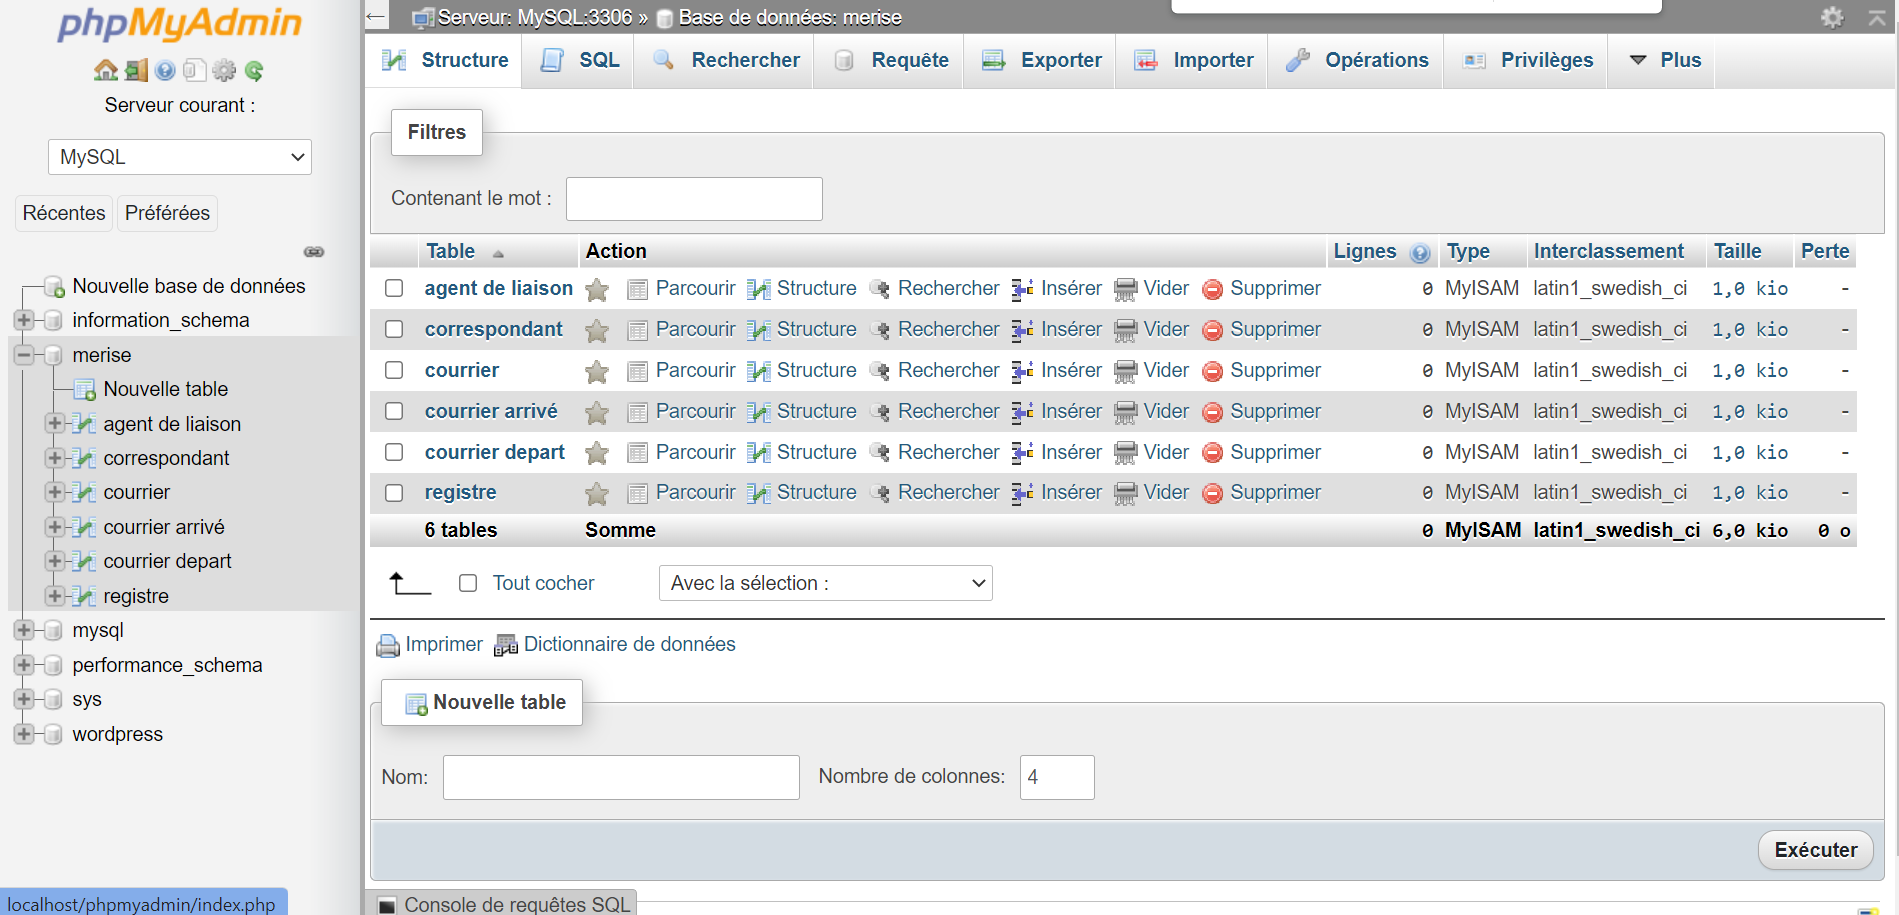 phpMyAdmin
Serveur courant :
MySQL
Récentes Préférées
Nouvelle base de données
information_schema
merise
Nouvelle table
agent de liaison
correspondant
courrier
courrier arrivé
courrier depart
registre
mysql
performance_schema
sys
wordpress
localhost/phpmyadmin/index.php
← Serveur: MySQL:3306 » Base de données: merise
Structure SQL Rechercher Requête Exporter Importer Opérations Privilèges Plus
Filtres
Contenant le mot :
Table Action Lignes Type Interclassement Taille Perte
agent de liaison Parcourir Structure Rechercher Insérer Vider Supprimer 0 MyISAM latin1_swedish_ci 1,0 kio -
correspondant Parcourir Structure Rechercher Insérer Vider Supprimer 0 MyISAM latin1_swedish_ci 1,0 kio -
courrier Parcourir Structure Rechercher Insérer Vider Supprimer 0 MyISAM latin1_swedish_ci 1,0 kio -
courrier arrivé Parcourir Structure Rechercher Insérer Vider Supprimer 0 MyISAM latin1_swedish_ci 1,0 kio -
courrier depart Parcourir Structure Rechercher Insérer Vider Supprimer 0 MyISAM latin1_swedish_ci 1,0 kio -
registre Parcourir Structure Rechercher Insérer Vider Supprimer 0 MyISAM latin1_swedish_ci 1,0 kio -
6 tables Somme 0 MyISAM latin1_swedish_ci 6,0 kio 0 o
Tout cocher Avec la sélection :
Imprimer Dictionnaire de données
Nouvelle table
Nom: Nombre de colonnes: 4
Exécuter
Console de requêtes SQL